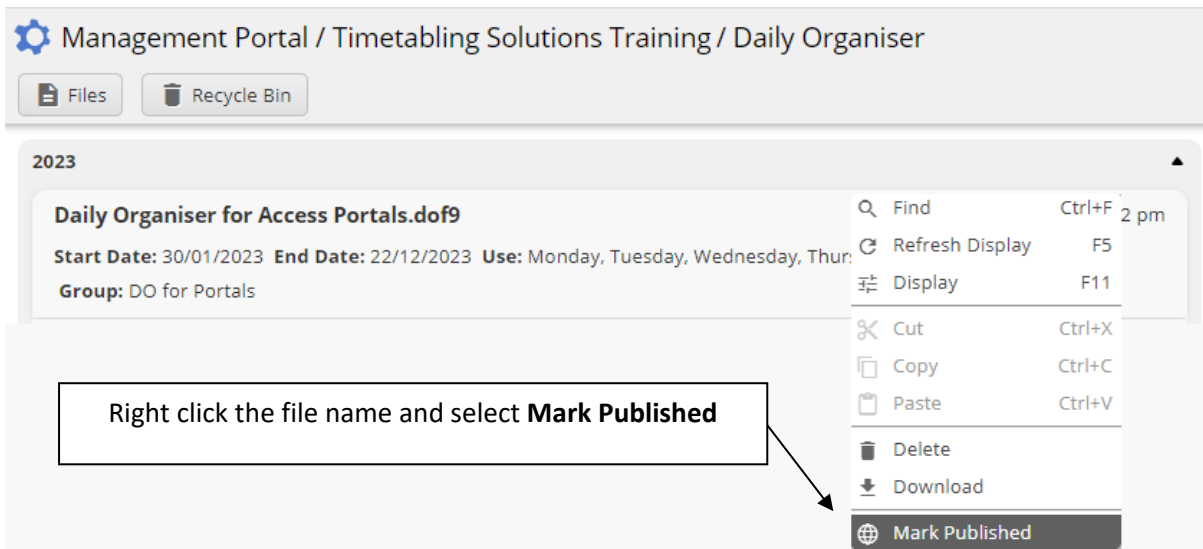 Management Portal / Timetabling Solutions Training / Daily Organiser
Files Recycle Bin
2023
Daily Organiser for Access Portals.dof9
2 pm
Start Date: 30/01/2023 End Date: 22/12/2023 Use: Monday, Tuesday, Wednesday,
Group: DO for Portals
Find Ctrl+F
Refresh Display F5
Display F11
Cut Ctrl+X
Copy Ctrl+C
Paste Ctrl+V
Delete
Download
Mark Published
Right click the file name and select Mark Published